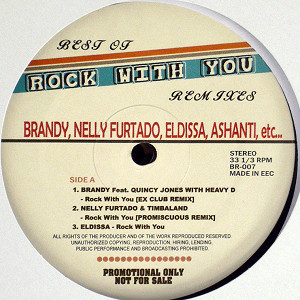 BEST OF
ROCK WITH YOU
REMIXES
BRANDY, NELLY FURTADO, ELDISSA, ASHANTI, etc...
STEREO
33 1/3 RPM
BR-007
MADE IN EEC
SIDE A
1. BRANDY Feat. QUINCY JONES WITH HEAVY D
- Rock With You [EX CLUB REMIX]
2. NELLY FURTADO & TIMBALAND
- Rock With You [PROMISCUOUS REMIX]
3. ELDISSA - Rock With You
ALL RIGHTS OF THE PRODUCER AND OF THE WORK REPRODUCED RESERVED.
UNAUTHORIZED COPYING, REPRODUCTION, HIRING, LENDING,
PUBLIC PERFORMANCE AND BROADCASTING PROHIBITED.
PROMOTIONAL ONLY
NOT FOR SALE